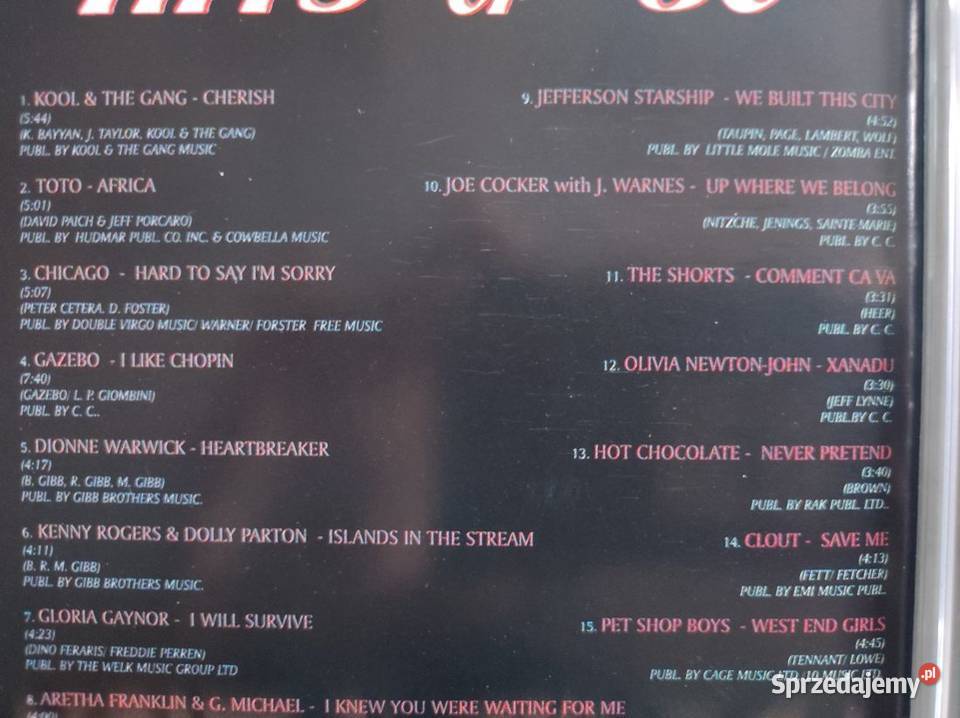 1. KOOL & THE GANG - CHERISH
(5:44)
(K. BAYYAN, J. TAYLOR, KOOL & THE GANG)
PUBL. BY KOOL & THE GANG MUSIC
2. TOTO - AFRICA
(5:01)
(DAVID PAICH & JEFF PORCARO)
PUBL. BY HUDMAR PUBL. CO. INC. & COWBELLA MUSIC
3. CHICAGO - HARD TO SAY I'M SORRY
(5:07)
(PETER CETERA. D. FOSTER)
PUBL. BY DOUBLE VIRGO MUSIC/ WARNER/ FORSTER FREE MUSIC
4. GAZEBO - I LIKE CHOPIN
(7:40)
(GAZEBO/ L. P. GIOMBINI)
PUBL. BY C. C..
5. DIONNE WARWICK - HEARTBREAKER
(4:17)
(B. GIBB, R. GIBB, M. GIBB)
PUBL. BY GIBB BROTHERS MUSIC.
6. KENNY ROGERS & DOLLY PARTON - ISLANDS IN THE STREAM
(4:11)
(B. R. M. GIBB)
PUBL. BY GIBB BROTHERS MUSIC.
7. GLORIA GAYNOR - I WILL SURVIVE
(4:23)
(DINO FERARIS/ FREDDIE PERREN)
PUBL. BY THE WELK MUSIC GROUP LTD
8. ARETHA FRANKLIN & G. MICHAEL - I KNEW YOU WERE WAITING FOR ME
(4:00)
9. JEFFERSON STARSHIP - WE BUILT THIS CITY
(4:52)
(TAUPIN, PAGE, LAMBERT, WOLF)
PUBL. BY LITTLE MOLE MUSIC / ZOMBA ENT.
10. JOE COCKER with J. WARNES - UP WHERE WE BELONG
(3:55)
(NITZCHE, JENINGS, SAINTE-MARIE)
PUBL. BY C. C.
11. THE SHORTS - COMMENT CA VA
(3:31)
(HEER)
PUBL. BY C. C.
12. OLIVIA NEWTON-JOHN - XANADU
(3:30)
(JEFF LYNNE)
PUBL.BY C. C.
13. HOT CHOCOLATE - NEVER PRETEND
(3:40)
(BROWN)
PUBL. BY RAK PUBL. LTD..
14. CLOUT - SAVE ME
(4:13)
(FETT/ FETCHER)
PUBL. BY EMI MUSIC PUBL.
15. PET SHOP BOYS - WEST END GIRLS
(4:45)
(TENNANT/ LOWE)
PUBL. BY CAGE MUSIC LTD. /10 MUSIC LTD.
Sprzedajemy .pl